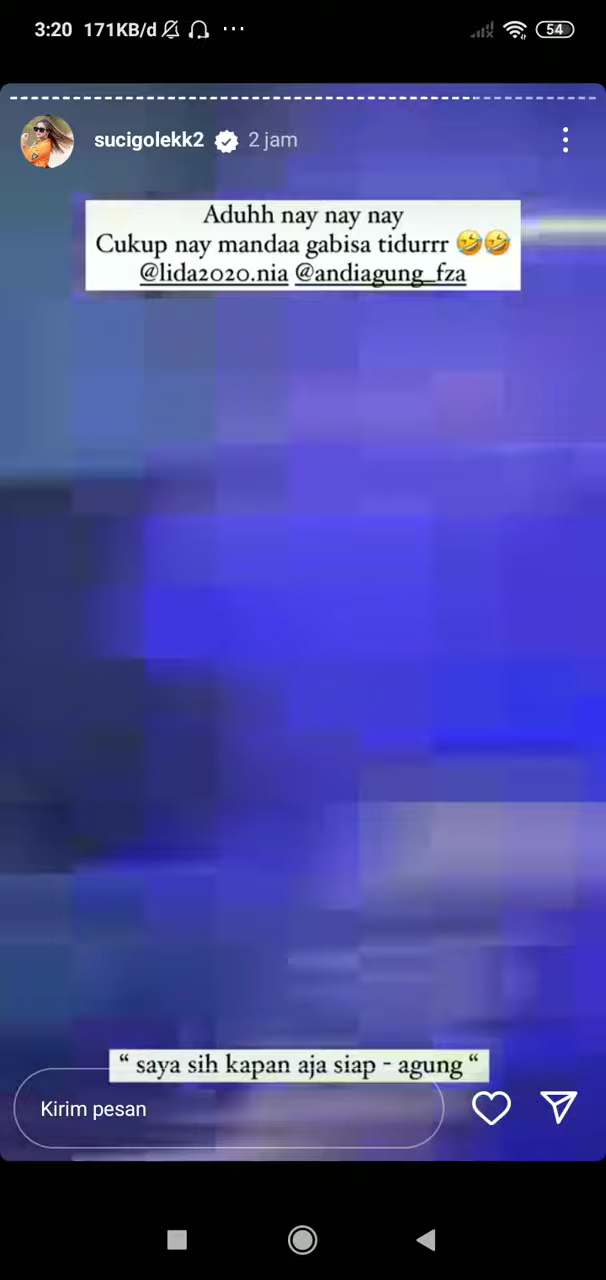 3:20 171KB/d ...
54
sucigolekk2 2 jam
Aduhh nay nay nay
Cukup nay mandaa gabisa tidurrr 🤣🤣
@lida2020.nia @andiagung_fza
“ saya sih kapan aja siap - agung “
Kirim pesan